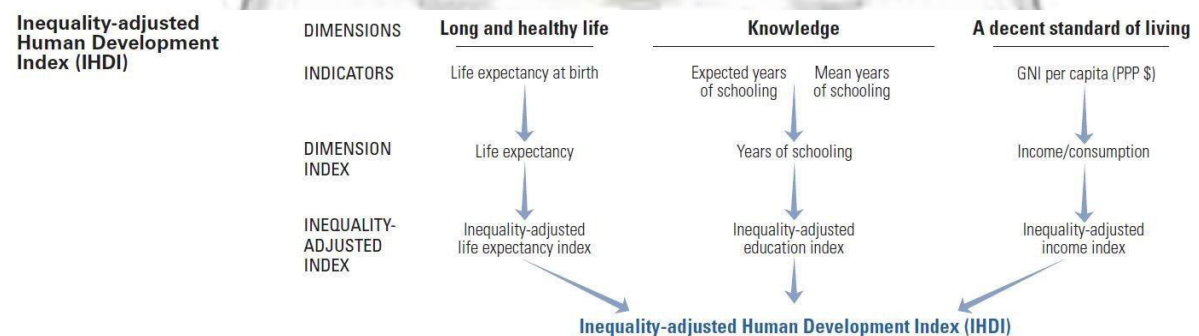 Inequality-adjusted
Human Development
Index (IHDI)
DIMENSIONS Long and healthy life Knowledge A decent standard of living
INDICATORS Life expectancy at birth Expected years of schooling Mean years of schooling GNI per capita (PPP $)
DIMENSION INDEX Life expectancy Years of schooling Income/consumption
INEQUALITY-ADJUSTED INDEX Inequality-adjusted life expectancy index Inequality-adjusted education index Inequality-adjusted income index
Inequality-adjusted Human Development Index (IHDI)